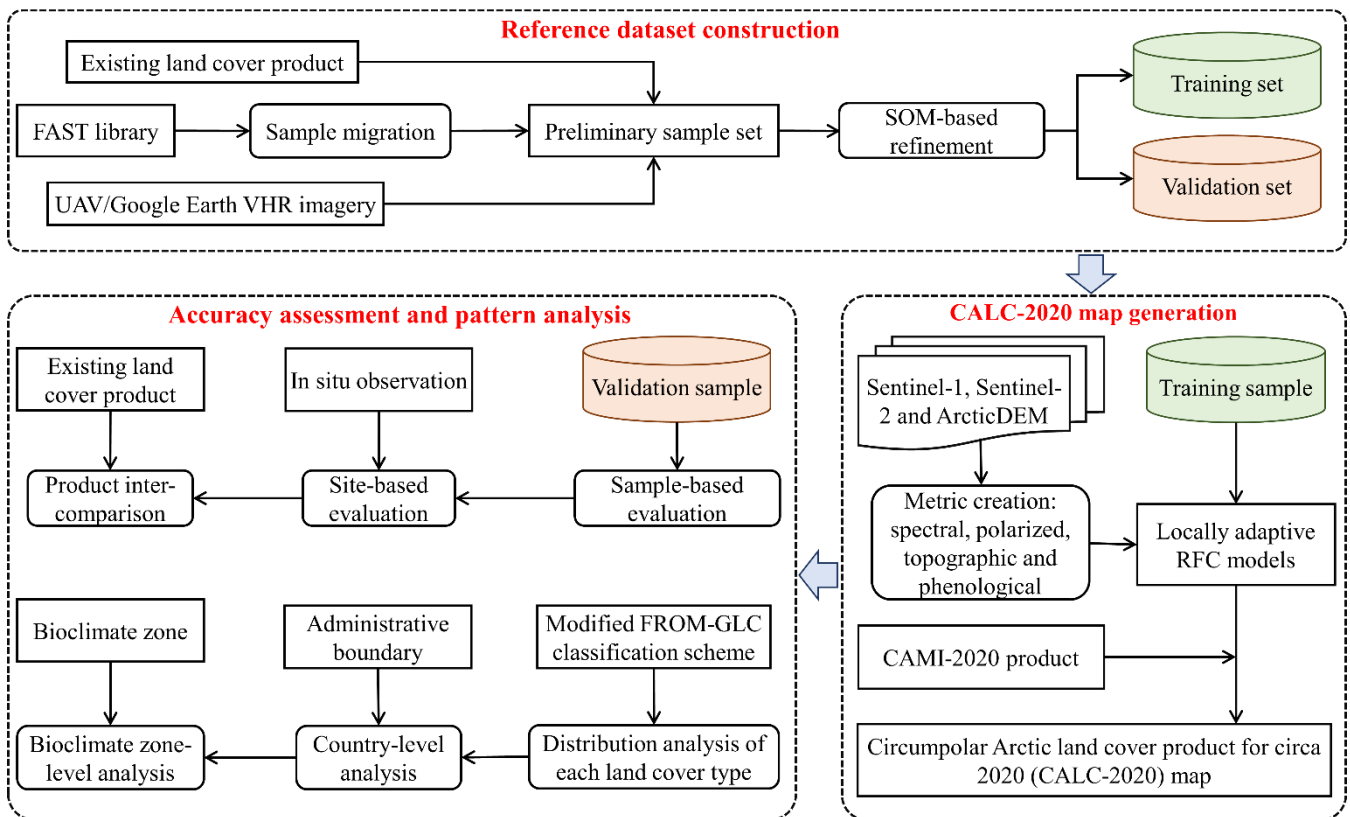 Reference dataset construction
Existing land cover product
FAST library
Sample migration
Preliminary sample set
SOM-based
refinement
Training set
Validation set
UAV/Google Earth VHR imagery
Accuracy assessment and pattern analysis
Existing land
cover product
In situ observation
Validation sample
Product inter-
comparison
Site-based
evaluation
Sample-based
evaluation
Bioclimate zone
Administrative
boundary
Modified FROM-GLC
classification scheme
Bioclimate zone-
level analysis
Country-level
analysis
Distribution analysis of
each land cover type
CALC-2020 map generation
Sentinel-1, Sentinel-
2 and ArcticDEM
Training sample
Metric creation:
spectral, polarized,
topographic and
phenological
Locally adaptive
RFC models
CAMI-2020 product
Circumpolar Arctic land cover product for circa
2020 (CALC-2020) map